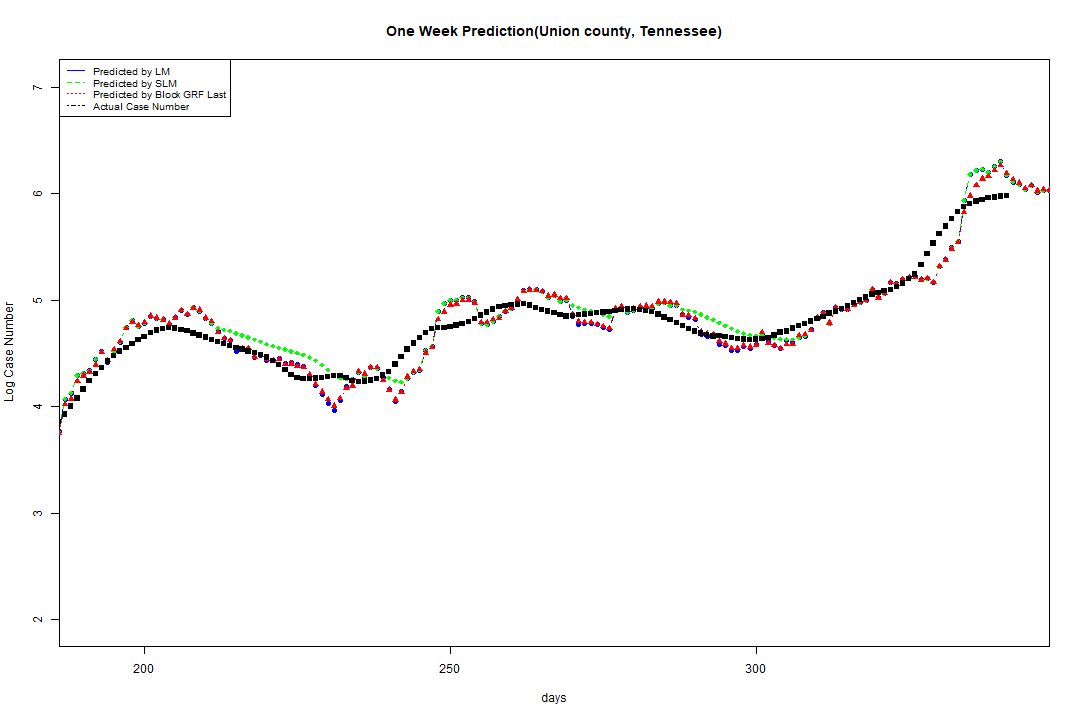 One Week Prediction(Union county, Tennessee)
Predicted by LM
Predicted by SLM
Predicted by Block GRF Last
Actual Case Number
7
6
5
4
3
2
Log Case Number
200 250 300
days